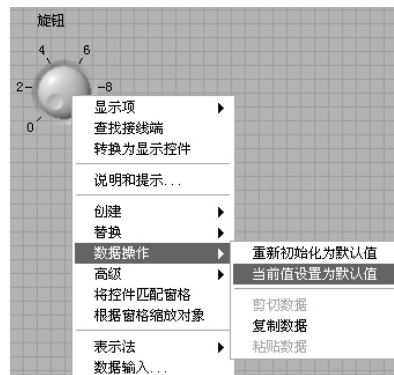 旋钮
4 6
2 8
0
显示项
查找接线端
转换为显示控件
说明和提示...
创建
替换
数据操作
高级
将控件匹配窗格
根据窗格缩放对象
表示法
数据输入...
重新初始化为默认值
当前值设置为默认值
剪切数据
复制数据
粘贴数据